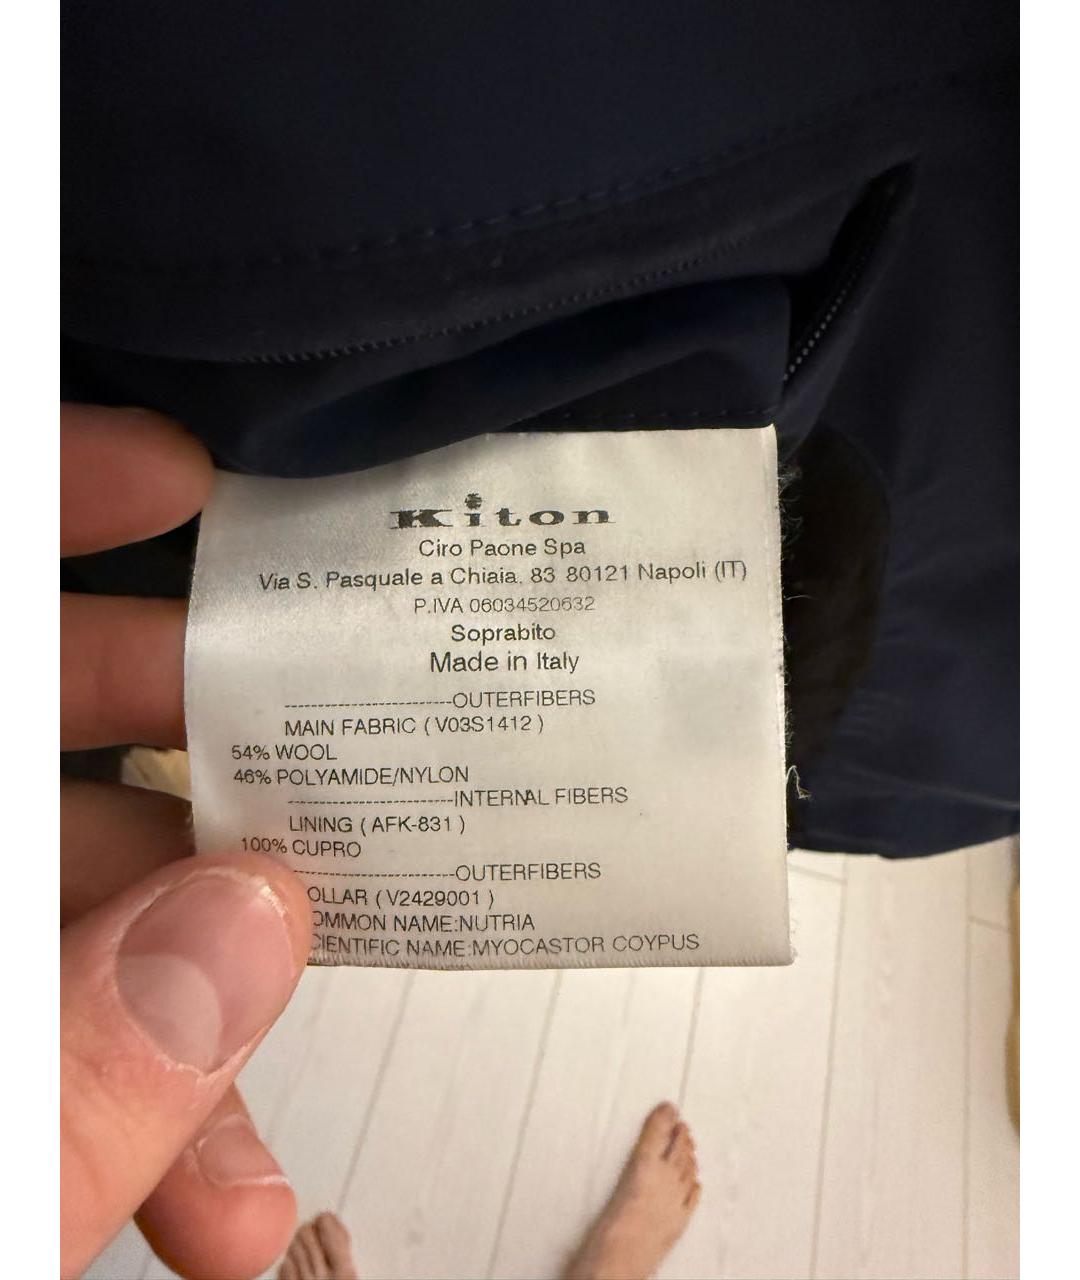 Kiton
Ciro Paone Spa
Via S. Pasquale a Chiaia, 83 80121 Napoli (IT)
P.IVA 06034520632
Soprabito
Made in Italy
-------------------------OUTERFIBERS
MAIN FABRIC ( V03S1412 )
54% WOOL
46% POLYAMIDE/NYLON
-------------------------INTERNAL FIBERS
LINING ( AFK-831 )
100% CUPRO
-------------------------OUTERFIBERS
OLLAR ( V2429001 )
OMMON NAME:NUTRIA
CIENTIFIC NAME:MYOCASTOR COYPUS